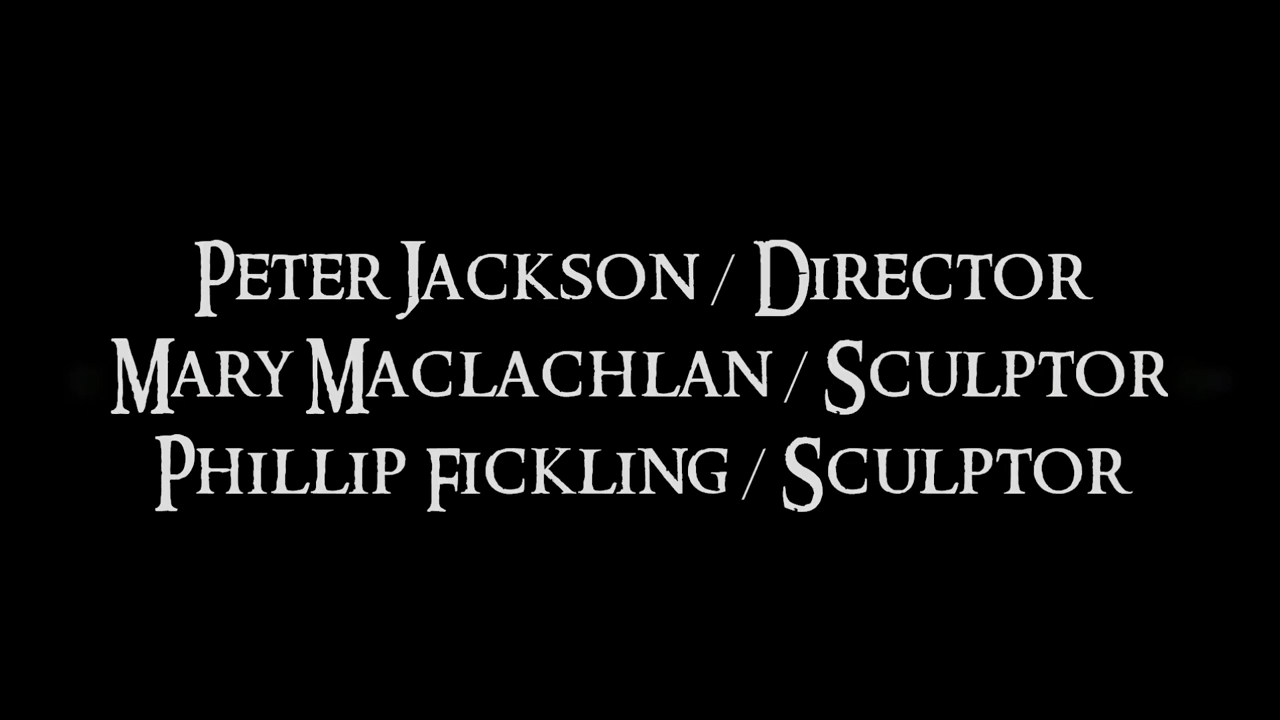 Peter Jackson / Director
Mary Maclachlan / Sculptor
Phillip Fickling / Sculptor